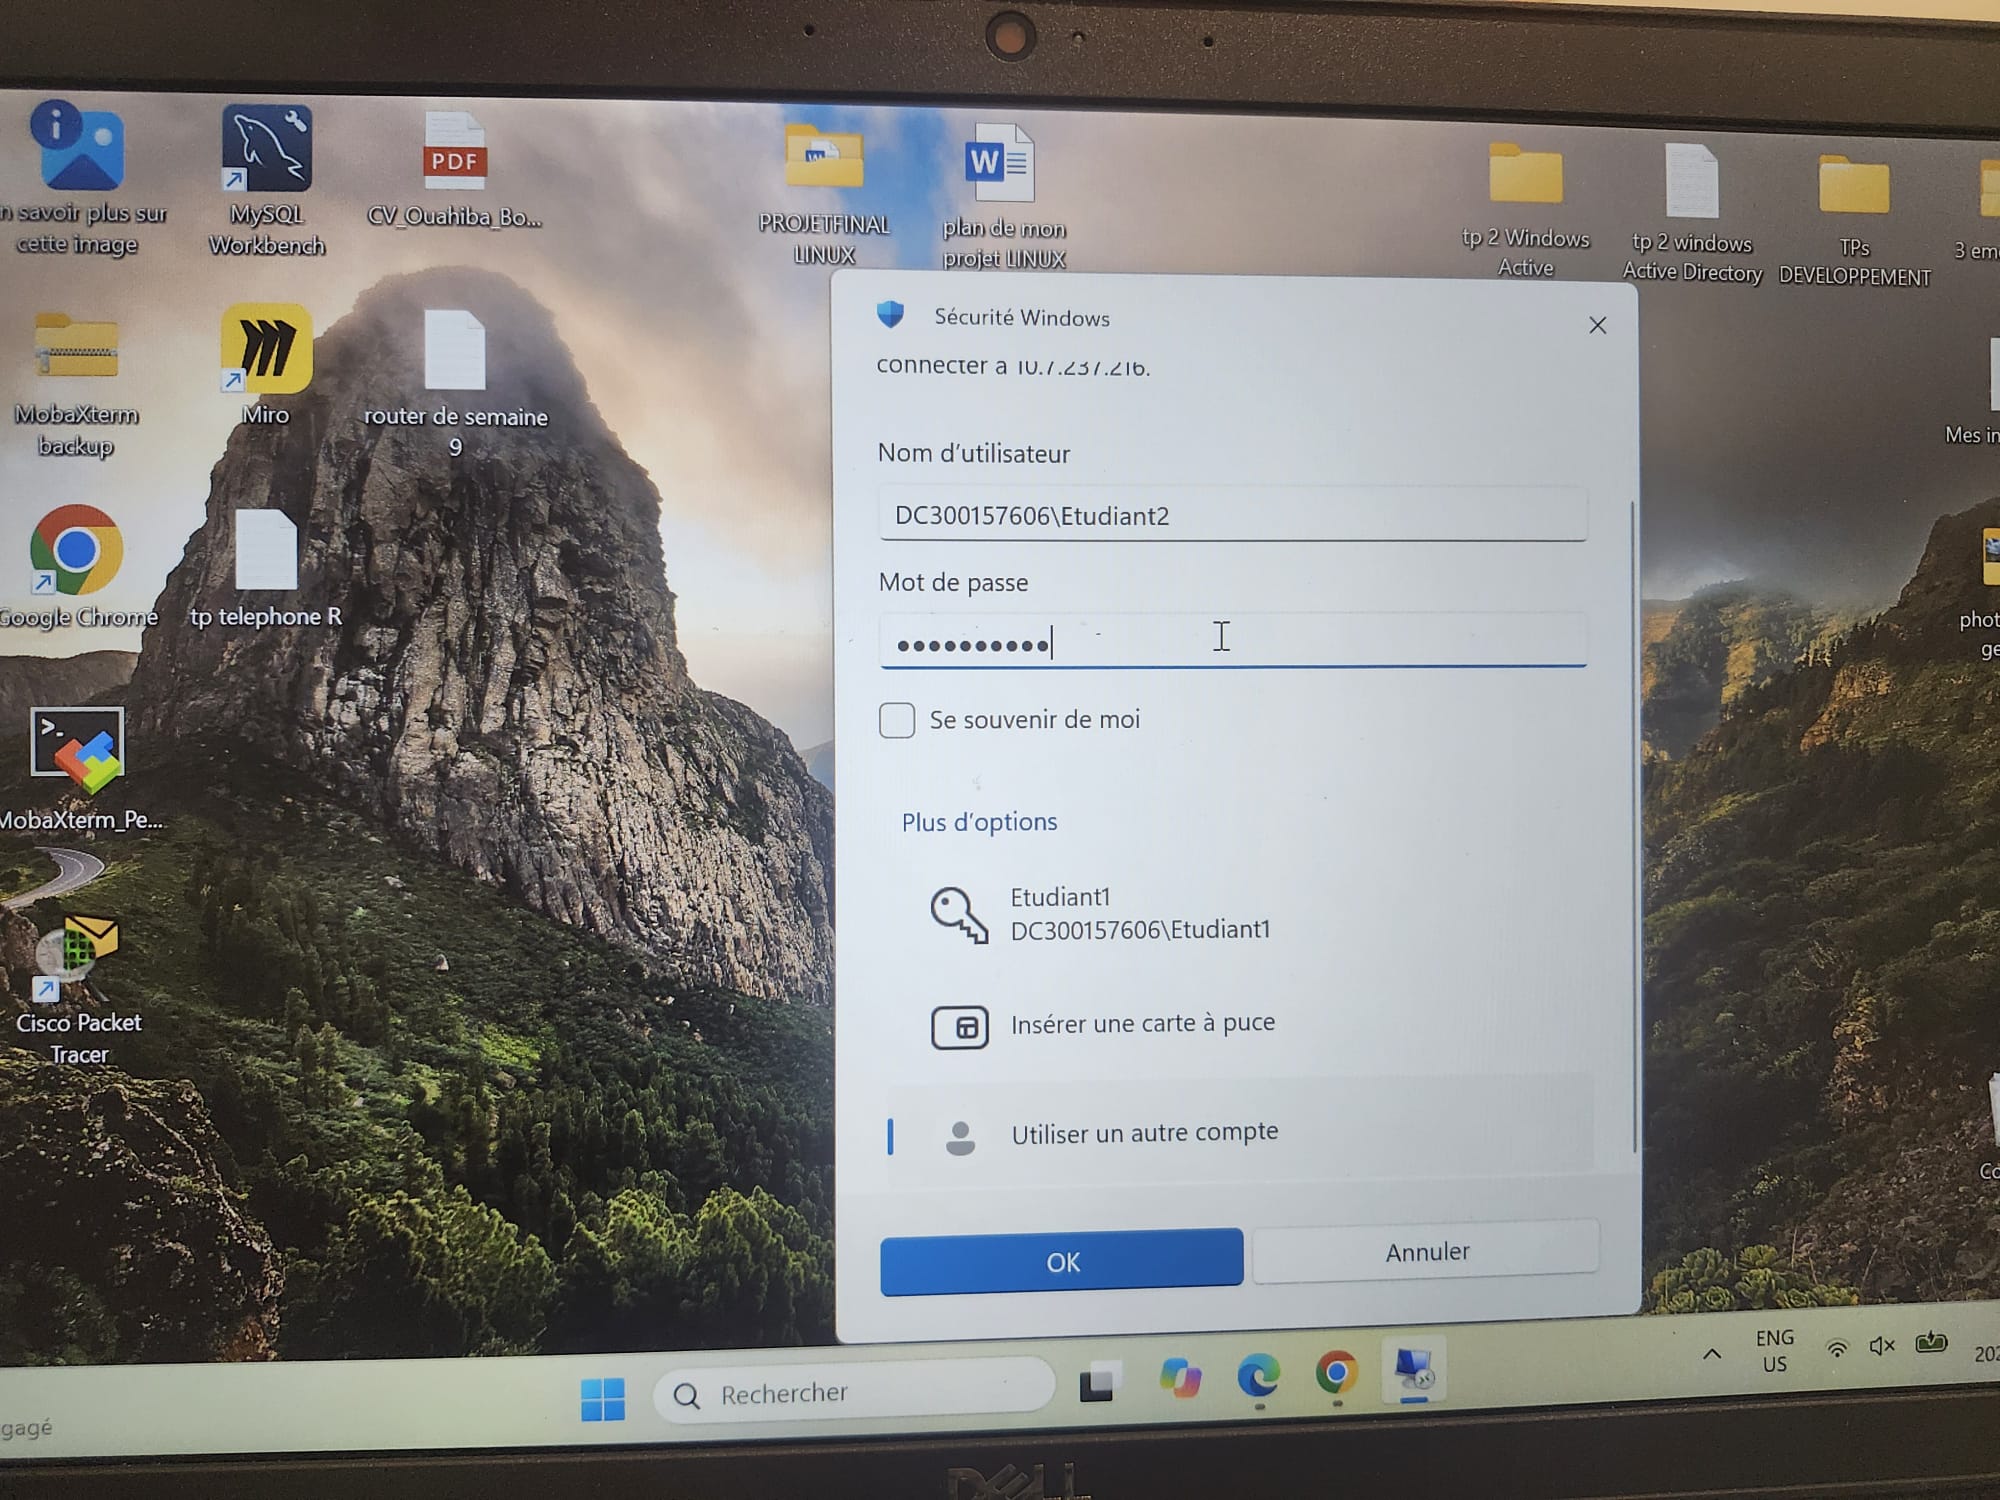 n savoir plus sur
cette image
MySQL
Workbench
PDF
CV_Ouahiba_Bo...
PROJETFINAL
LINUX
W
plan de mon
projet LINUX
tp 2 Windows
Active
tp 2 windows
Active Directory
TPs
DEVELOPPEMENT
3 em
MobaXterm
backup
Miro
router de semaine
9
Mes in
Google Chrome
tp telephone R
phot
ge
MobaXterm_Pe...
Cisco Packet
Tracer
Co
Sécurité Windows
connecter à 10.7.237.216.
Nom d'utilisateur
DC300157606\Etudiant2
Mot de passe
Se souvenir de moi
Plus d'options
Etudiant1
DC300157606\Etudiant1
Insérer une carte à puce
Utiliser un autre compte
OK
Annuler
gagé
Rechercher
ENG
US
202
DELL